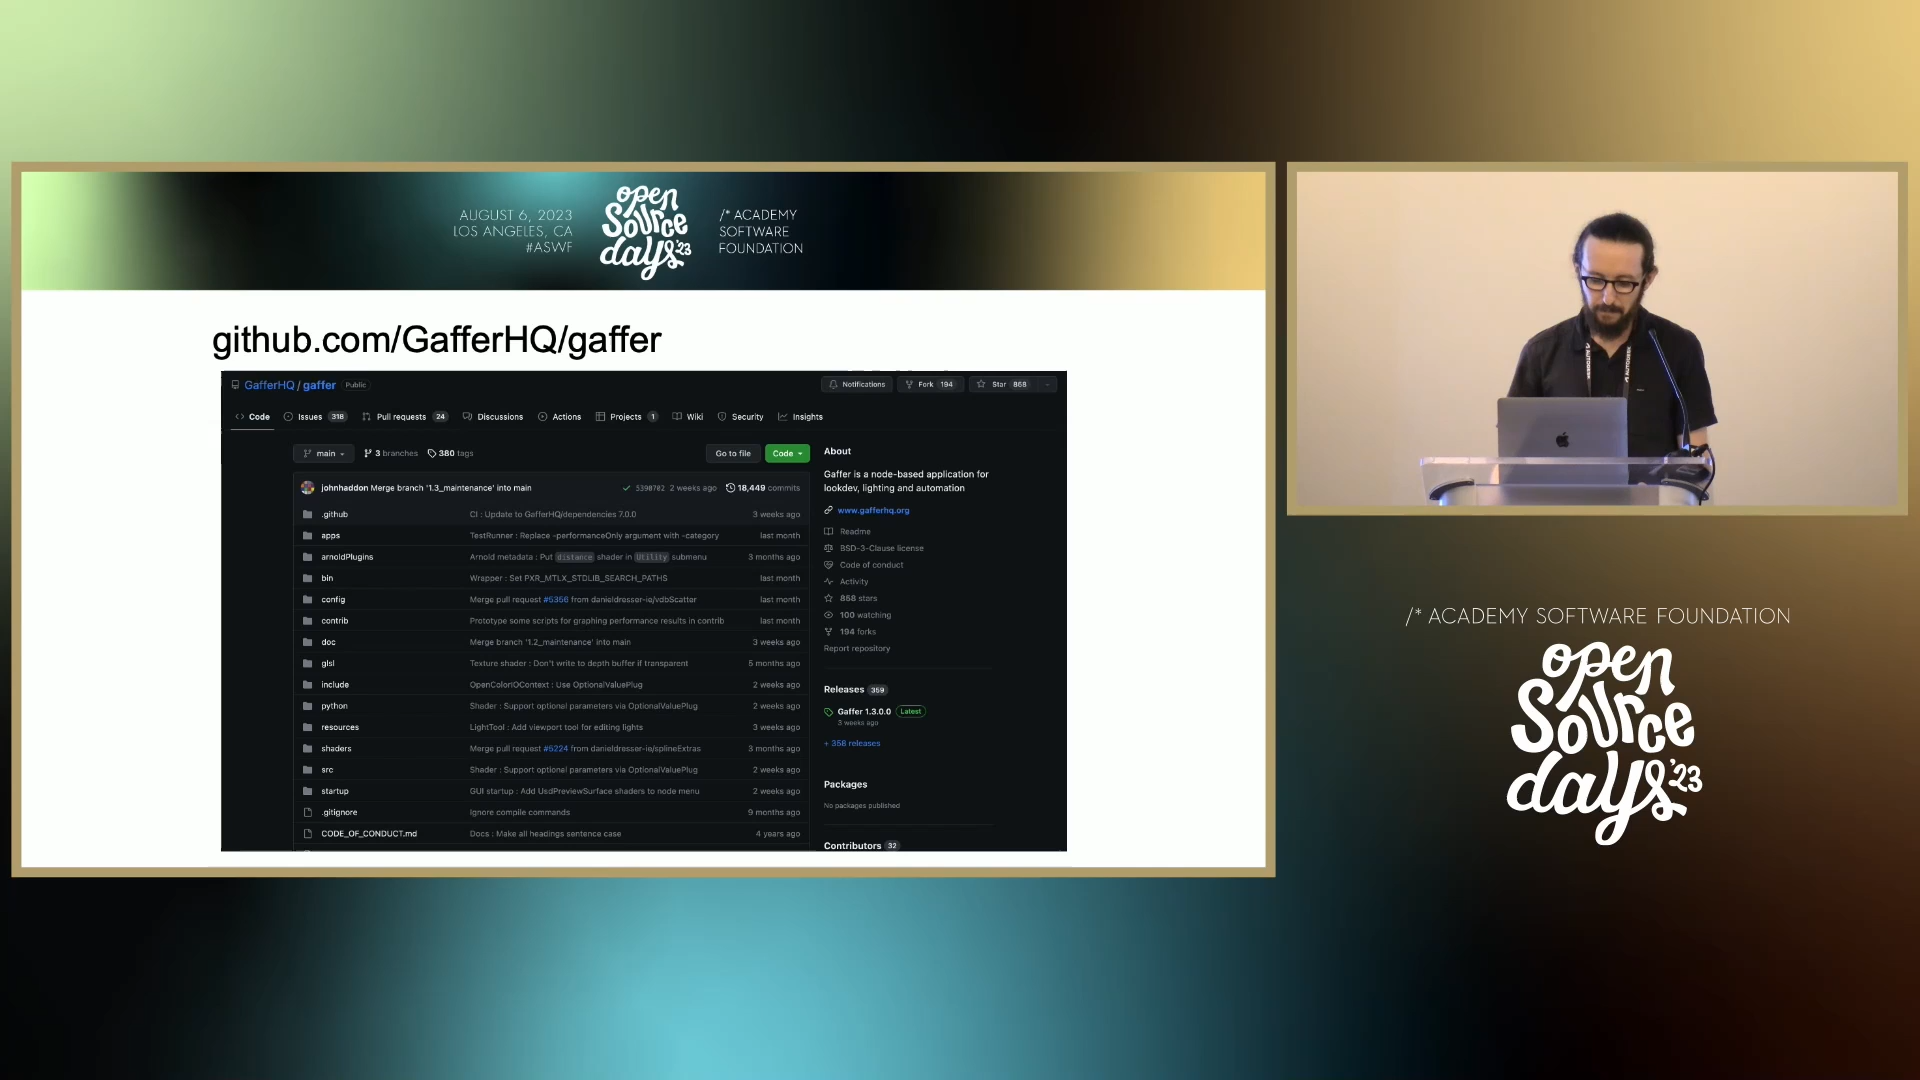 AUGUST 6, 2023
LOS ANGELES, CA
#ASWF
open
Source
days '23
/* ACADEMY
SOFTWARE
FOUNDATION
github.com/GafferHQ/gaffer
GafferHQ / gaffer Public
Notifications Fork 194 Star 868
Code Issues 318 Pull requests 24 Discussions Actions Projects 1 Wiki Security Insights
main 3 branches 380 tags Go to file Code
johnhaddon Merge branch '1.3_maintenance' into main 5390702 2 weeks ago 18,449 commits
.github CI : Update to GafferHQ/dependencies 7.0.0 3 weeks ago
apps TestRunner : Replace -performanceOnly argument with -category last month
arnoldPlugins Arnold metadata : Put distance shader in Utility submenu 3 months ago
bin Wrapper : Set PXR_MTLX_STDLIB_SEARCH_PATHS last month
config Merge pull request #5356 from danieldresser-ie/vdbScatter last month
contrib Prototype some scripts for graphing performance results in contrib last month
doc Merge branch '1.2_maintenance' into main 3 weeks ago
glsl Texture shader : Don't write to depth buffer if transparent 5 months ago
include OpenColorIOContext : Use OptionalValuePlug 2 weeks ago
python Shader : Support optional parameters via OptionalValuePlug 2 weeks ago
resources LightTool : Add viewport tool for editing lights 3 weeks ago
shaders Merge pull request #5224 from danieldresser-ie/splineExtras 3 months ago
src Shader : Support optional parameters via OptionalValuePlug 2 weeks ago
startup GUI startup : Add UsdPreviewSurface shaders to node menu 2 weeks ago
.gitignore Ignore compile commands 9 months ago
CODE_OF_CONDUCT.md Docs : Make all headings sentence case 4 years ago
About
Gaffer is a node-based application for
lookdev, lighting and automation
www.gafferhq.org
Readme
BSD-3-Clause license
Code of conduct
Activity
868 stars
100 watching
194 forks
Report repository
Releases 359
Gaffer 1.3.0.0 Latest
3 weeks ago
+ 358 releases
Packages
No packages published
Contributors 32
/* ACADEMY SOFTWARE FOUNDATION
open
Source
days '23